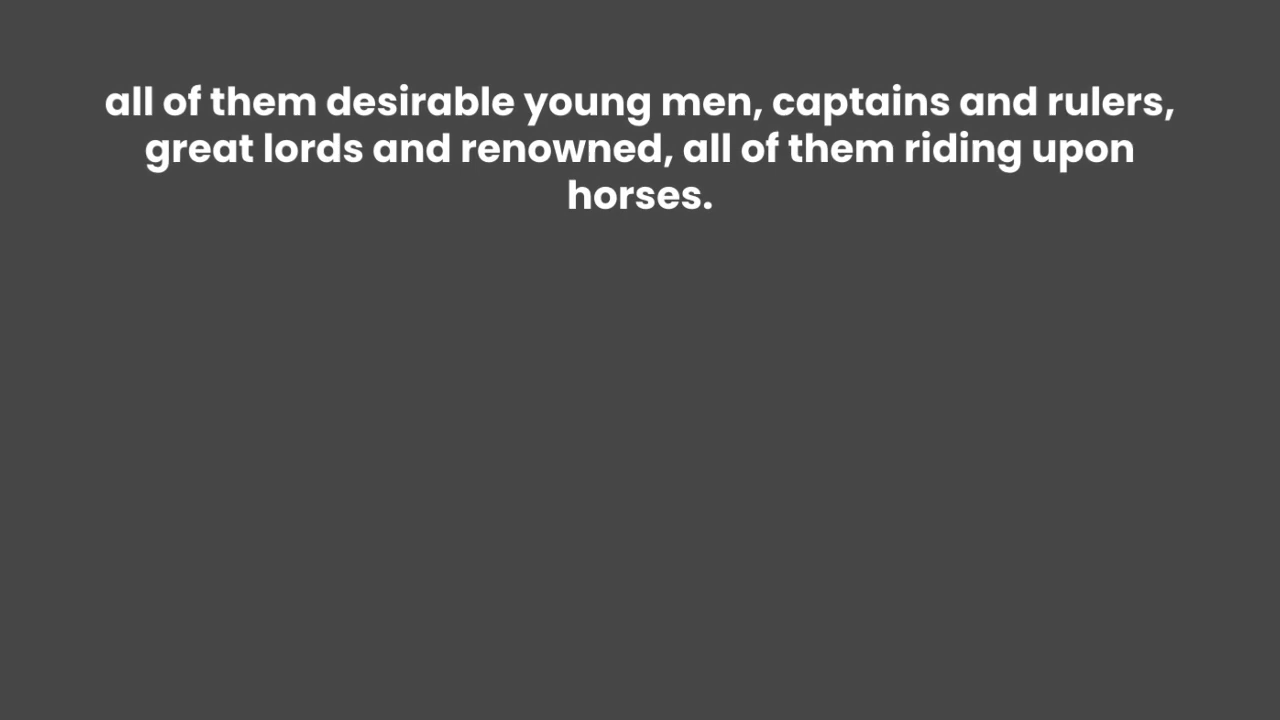 all of them desirable young men, captains and rulers,
great lords and renowned, all of them riding upon
horses.